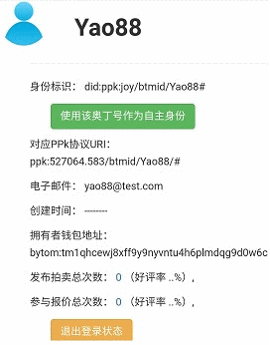 Yao88
身份标识： did:ppk:joy/btmid/Yao88#
使用该奥丁号作为自主身份
对应PPk协议URI：
ppk:527064.583/btmid/Yao88/#
电子邮件： yao88@test.com
创建时间： --------
拥有者钱包地址：
bytom:tm1qhcewj8xff9y9nyvntu4h6plmdqg9d0w6c
发布拍卖总次数： 0 （好评率 ..%）,
参与报价总次数： 0 （好评率 ..%）,
退出登录状态